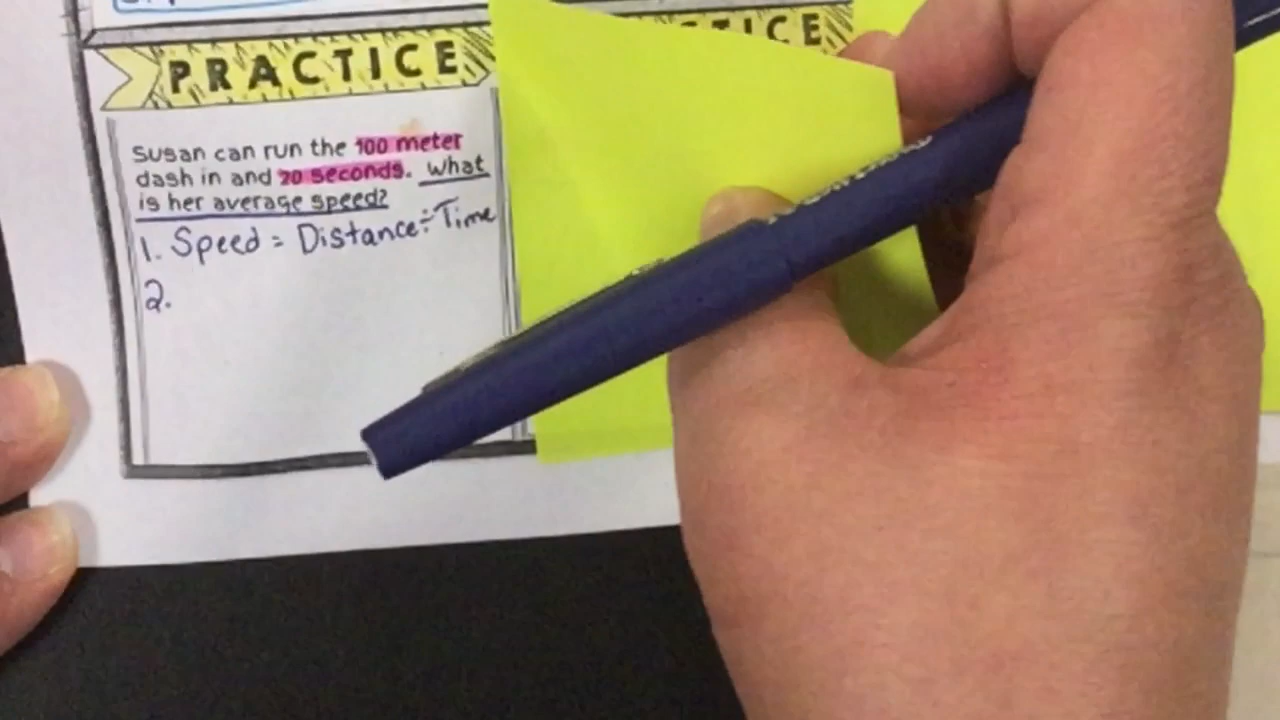 PRACTICE
TICE
Susan can run the 100 meter
dash in and 20 seconds. What
is her average speed?
1. Speed = Distance÷Time
2.